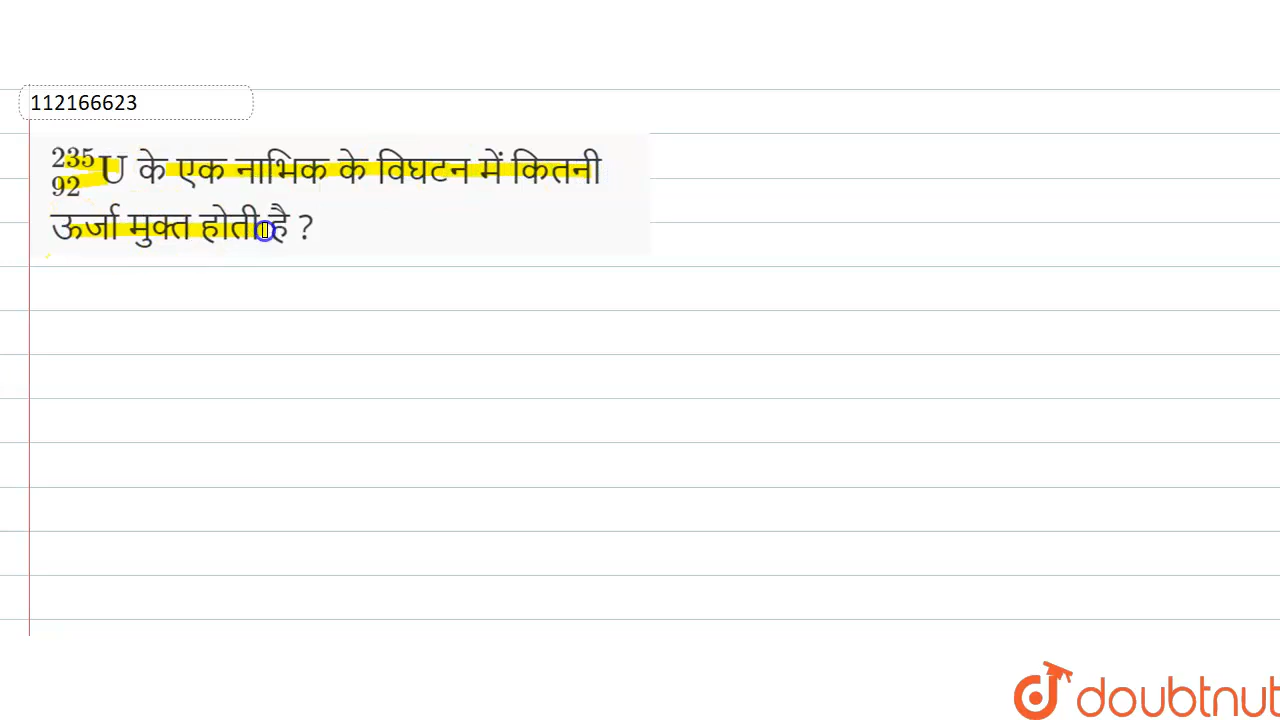 112166623
²³⁵₉₂U के एक नाभिक के विघटन में कितनी
ऊर्जा मुक्त होती है ?
doubtnut